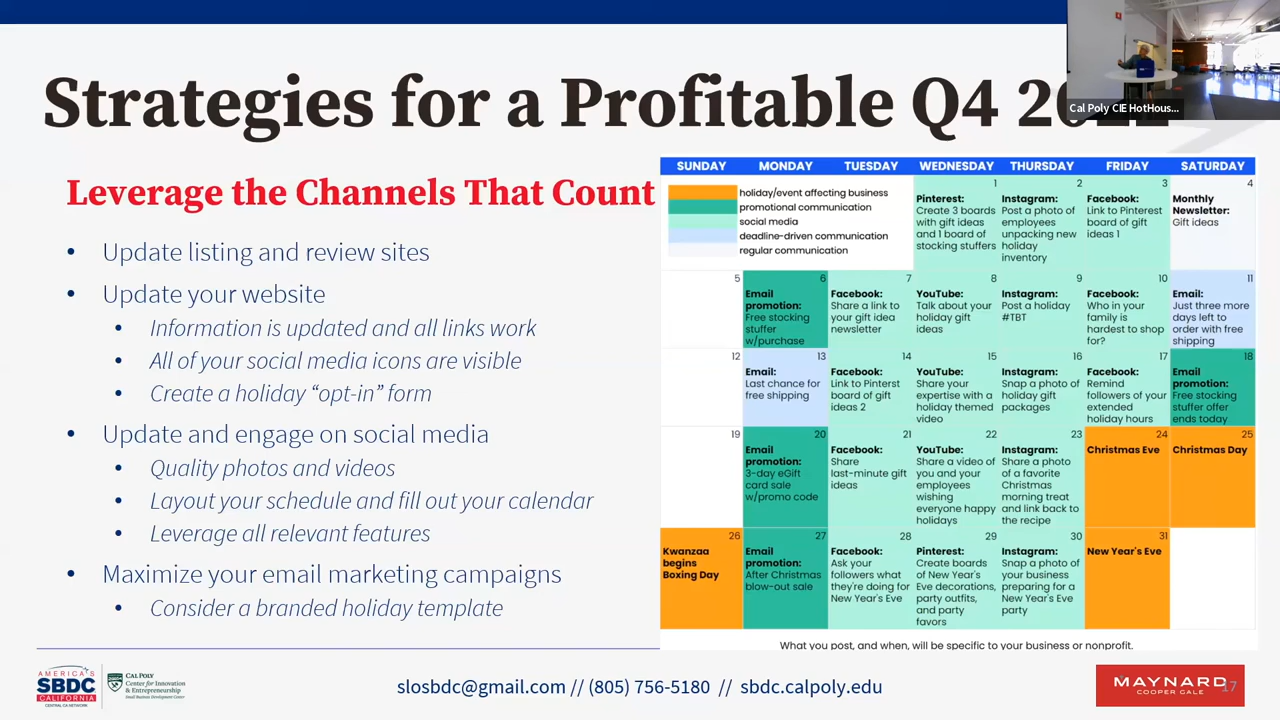 Strategies for a Profitable Q4
Cal Poly CIE HotHous...
Leverage the Channels That Count
• Update listing and review sites
• Update your website
• Information is updated and all links work
• All of your social media icons are visible
• Create a holiday “opt-in” form
• Update and engage on social media
• Quality photos and videos
• Layout your schedule and fill out your calendar
• Leverage all relevant features
• Maximize your email marketing campaigns
• Consider a branded holiday template
SUNDAY MONDAY TUESDAY WEDNESDAY THURSDAY FRIDAY SATURDAY
holiday/event affecting business
promotional communication
social media
deadline-driven communication
regular communication
1
Pinterest:
Create 3 boards
with gift ideas
and 1 board of
stocking stuffers
2
Instagram:
Post a photo of
employees
unpacking new
holiday
inventory
3
Facebook:
Link to Pinterest
board of gift
ideas 1
4
Monthly
Newsletter:
Gift ideas
5
6
Email
promotion:
Free stocking
stuffer
w/purchase
7
Facebook:
Share a link to
your gift idea
newsletter
8
YouTube:
Talk about your
holiday gift
ideas
9
Instagram:
Post a holiday
#TBT
10
Facebook:
Who in your
family is
hardest to shop
for?
11
Email:
Just three more
days left to
order with free
shipping
12
13
Email:
Last chance for
free shipping
14
Facebook:
Link to Pinterst
board of gift
ideas 2
15
YouTube:
Share your
expertise with a
holiday themed
video
16
Instagram:
Snap a photo of
holiday gift
packages
17
Facebook:
Remind
followers of your
extended
holiday hours
18
Email
promotion:
Free stocking
stuffer offer
ends today
19
20
Email
promotion:
3-day eGift
card sale
w/promo code
21
Facebook:
Share
last-minute gift
ideas
22
YouTube:
Share a video of
you and your
employees
wishing
everyone happy
holidays
23
Instagram:
Share a photo
of a favorite
Christmas
morning treat
and link back to
the recipe
24
Christmas Eve
25
Christmas Day
26
Kwanzaa
begins
Boxing Day
27
Email
promotion:
After Christmas
blow-out sale
28
Facebook:
Ask your
followers what
they're doing for
New Year's Eve
29
Pinterest:
Create boards
of New Year's
Eve decorations,
party outfits,
and party
favors
30
Instagram:
Snap a photo of
your business
preparing for a
New Year's Eve
party
31
New Year's Eve
What you post, and when, will be specific to your business or nonprofit.
AMERICA'S
SBDC
CALIFORNIA
CENTRAL CA NETWORK
CAL POLY
Center for Innovation
& Entrepreneurship
Small Business Development Center
slosbdc@gmail.com // (805) 756-5180 // sbdc.calpoly.edu
MAYNARD
COOPER GALE
17